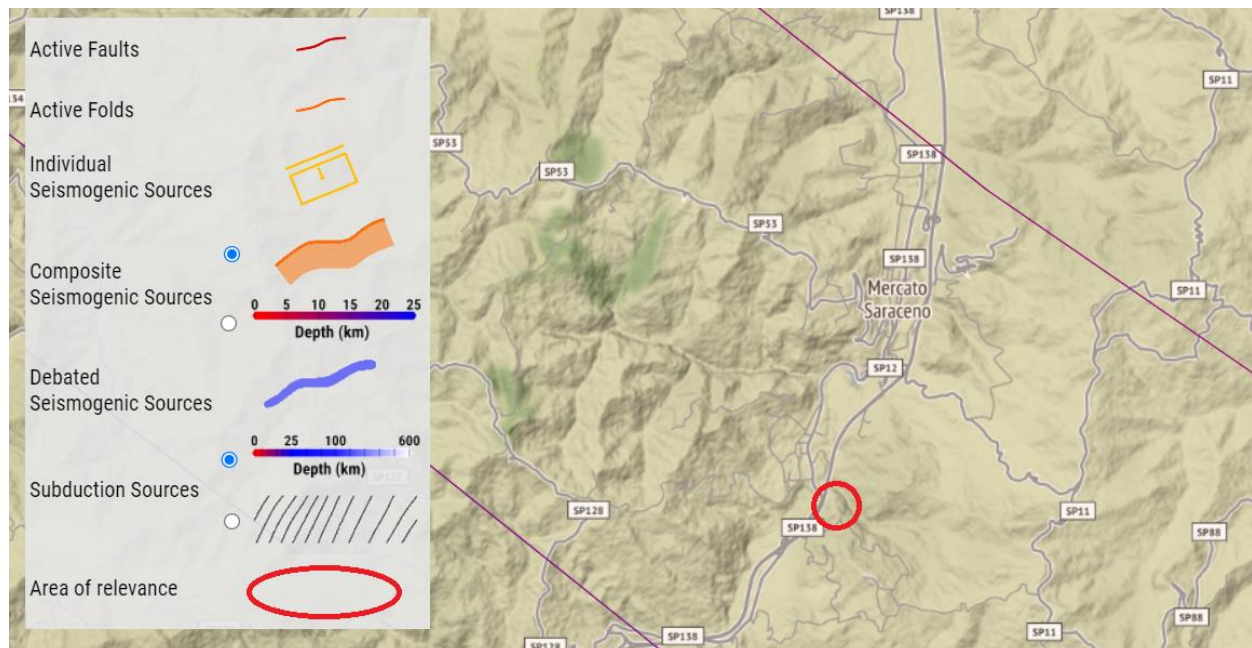 Active Faults
Active Folds
Individual
Seismogenic Sources
Composite
Seismogenic Sources
0 5 10 15 20 25
Depth (km)
Debated
Seismogenic Sources
0 25 100 600
Depth (km)
Subduction Sources
Area of relevance
SP138
SP11
SP53
SP138
SP53
SP53
SP138
Mercato
Saraceno
SP11
SP12
SP128
SP11
SP138
SP88
SP88
SP138
SP11
SP128